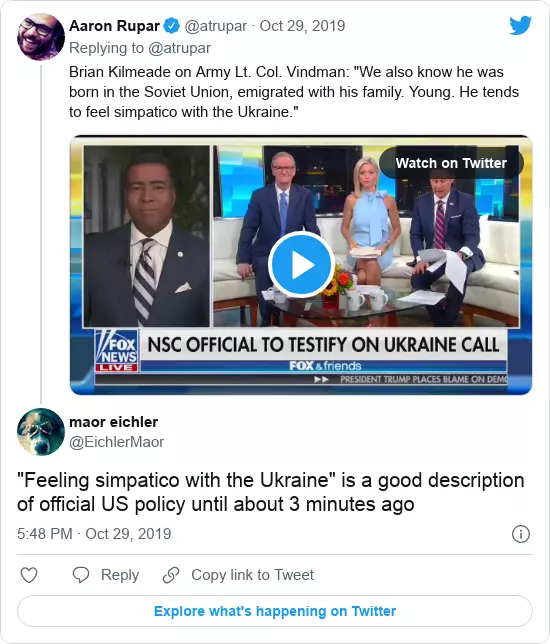 Aaron Rupar @atrupar · Oct 29, 2019
Replying to @atrupar
Brian Kilmeade on Army Lt. Col. Vindman: "We also know he was
born in the Soviet Union, emigrated with his family. Young. He tends
to feel simpatico with the Ukraine."
Watch on Twitter
FOX
NEWS
LIVE
NSC OFFICIAL TO TESTIFY ON UKRAINE CALL
FOX & friends
PRESIDENT TRUMP PLACES BLAME ON DEMO
maor eichler
@EichlerMaor
"Feeling simpatico with the Ukraine" is a good description
of official US policy until about 3 minutes ago
5:48 PM · Oct 29, 2019
Reply
Copy link to Tweet
Explore what's happening on Twitter